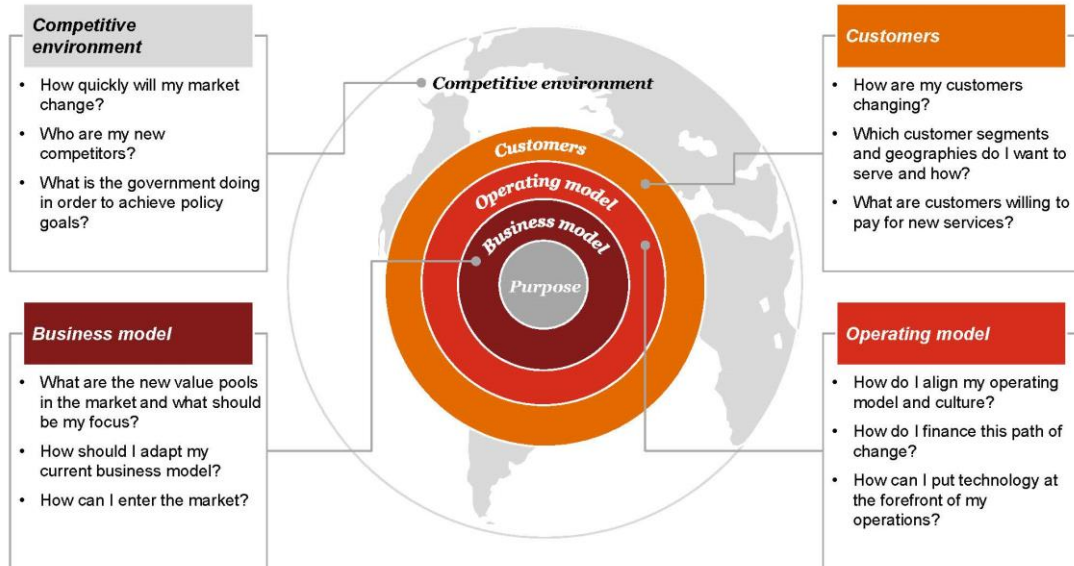 Competitive
environment
• How quickly will my market
change?
• Who are my new
competitors?
• What is the government doing
in order to achieve policy
goals?
Business model
• What are the new value pools
in the market and what should
be my focus?
• How should I adapt my
current business model?
• How can I enter the market?
Competitive environment
Customers
Operating model
Business model
Purpose
Customers
• How are my customers
changing?
• Which customer segments
and geographies do I want to
serve and how?
• What are customers willing to
pay for new services?
Operating model
• How do I align my operating
model and culture?
• How do I finance this path of
change?
• How can I put technology at
the forefront of my
operations?